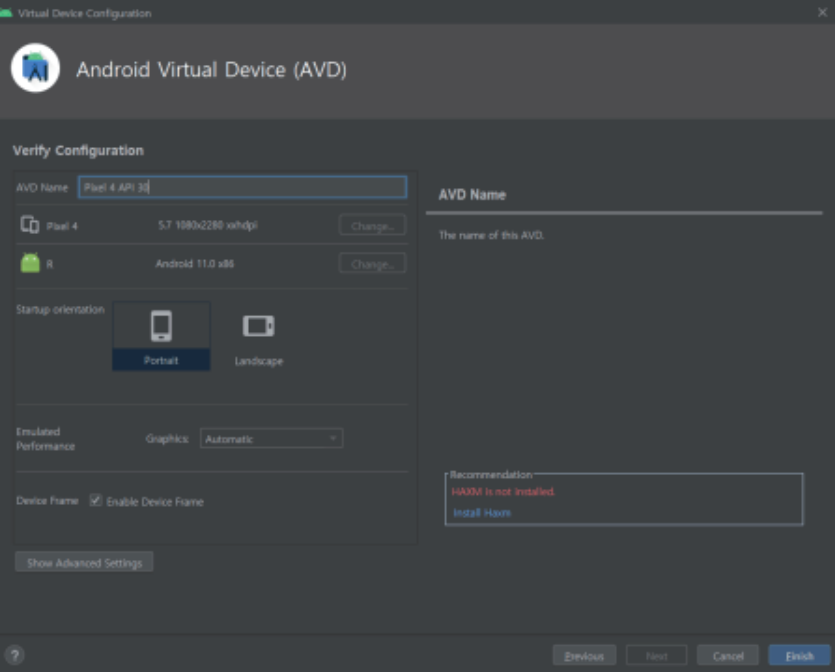 Virtual Device Configuration
Android Virtual Device (AVD)
Verify Configuration
AVD Name Pixel 4 API 30
Pixel 4 5.7 1080x2280 xxhdpi Change...
R Android 11.0 x86 Change...
Startup orientation
Portrait Landscape
Emulated Performance Graphics: Automatic
Device Frame Enable Device Frame
Show Advanced Settings
AVD Name
The name of this AVD.
Recommendation
HAXM is not installed.
Install Haxm
? Previous Next Cancel Finish